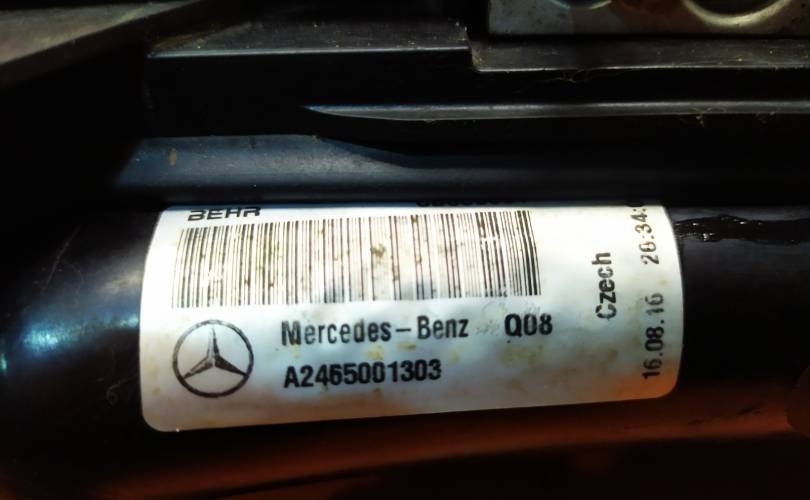 BEHR
Mercedes-Benz Q08
A2465001303
Czech
16.08.16